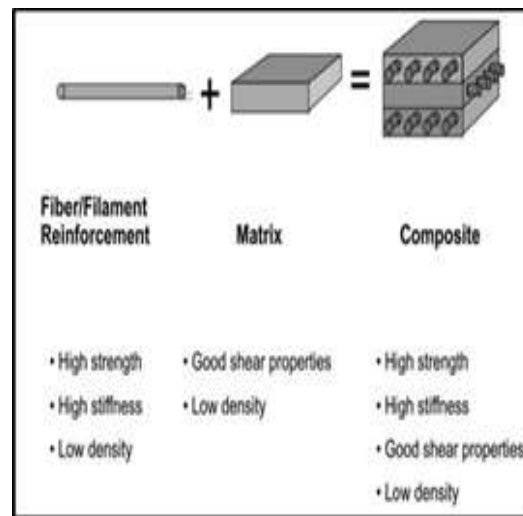 + =
Fiber/Filament
Reinforcement
Matrix
Composite
• High strength
• High stiffness
• Low density
• Good shear properties
• Low density
• High strength
• High stiffness
• Good shear properties
• Low density